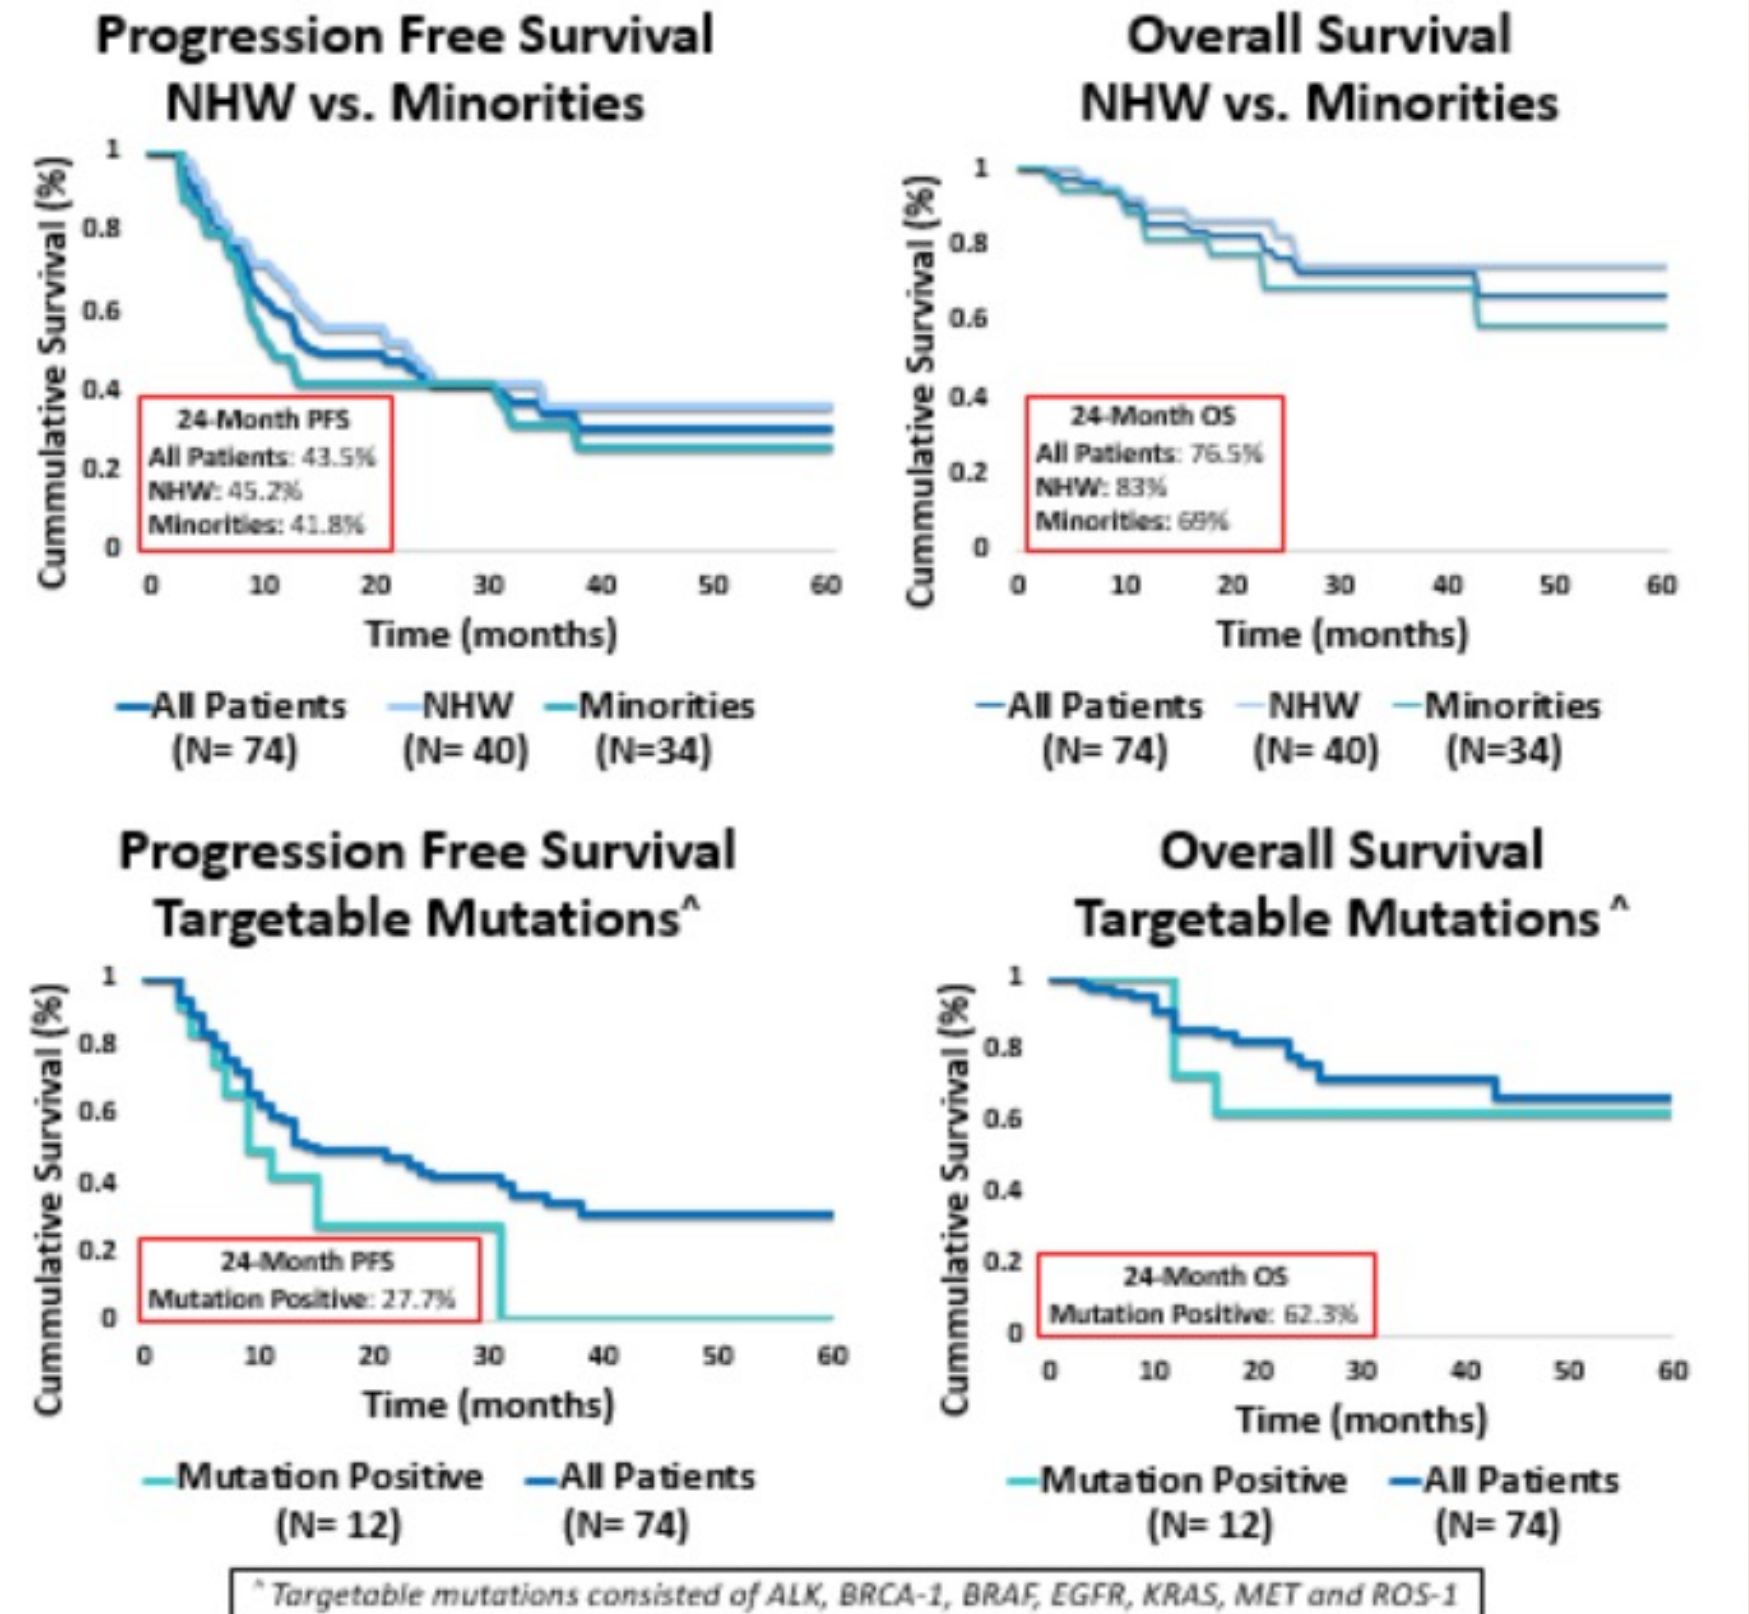 Progression Free Survival
NHW vs. Minorities
Cummulative Survival (%)
1
0.8
0.6
0.4
0.2
0
24-Month PFS
All Patients: 43.5%
NHW: 45.2%
Minorities: 41.8%
0 10 20 30 40 50 60
Time (months)
All Patients NHW Minorities
(N= 74) (N= 40) (N=34)
Overall Survival
NHW vs. Minorities
Cummulative Survival (%)
1
0.8
0.6
0.4
0.2
0
24-Month OS
All Patients: 76.5%
NHW: 83%
Minorities: 69%
0 10 20 30 40 50 60
Time (months)
All Patients NHW Minorities
(N= 74) (N= 40) (N=34)
Progression Free Survival
Targetable Mutations^
Cummulative Survival (%)
1
0.8
0.6
0.4
0.2
0
24-Month PFS
Mutation Positive: 27.7%
0 10 20 30 40 50 60
Time (months)
Mutation Positive All Patients
(N= 12) (N= 74)
Overall Survival
Targetable Mutations ^
Cummulative Survival (%)
1
0.8
0.6
0.4
0.2
0
24-Month OS
Mutation Positive: 62.3%
0 10 20 30 40 50 60
Time (months)
Mutation Positive All Patients
(N= 12) (N= 74)
^ Targetable mutations consisted of ALK, BRCA-1, BRAF, EGFR, KRAS, MET and ROS-1